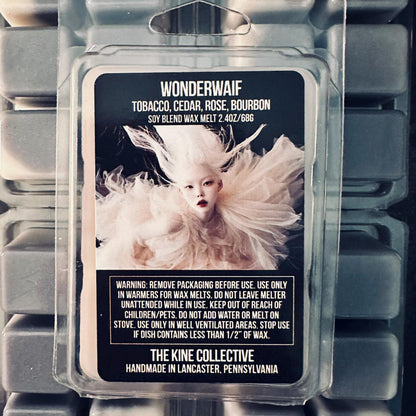 WONDERWAIF
TOBACCO, CEDAR, ROSE, BOURBON
SOY BLEND WAX MELT 2.4OZ/68G
WARNING: REMOVE PACKAGING BEFORE USE. USE ONLY
IN WARMERS FOR WAX MELTS. DO NOT LEAVE MELTER
UNATTENDED WHILE IN USE. KEEP OUT OF REACH OF
CHILDREN/PETS. DO NOT ADD WATER OR MELT ON
STOVE. USE ONLY IN WELL VENTILATED AREAS. STOP USE
IF DISH CONTAINS LESS THAN 1/2" OF WAX.
THE KINE COLLECTIVE
HANDMADE IN LANCASTER, PENNSYLVANIA